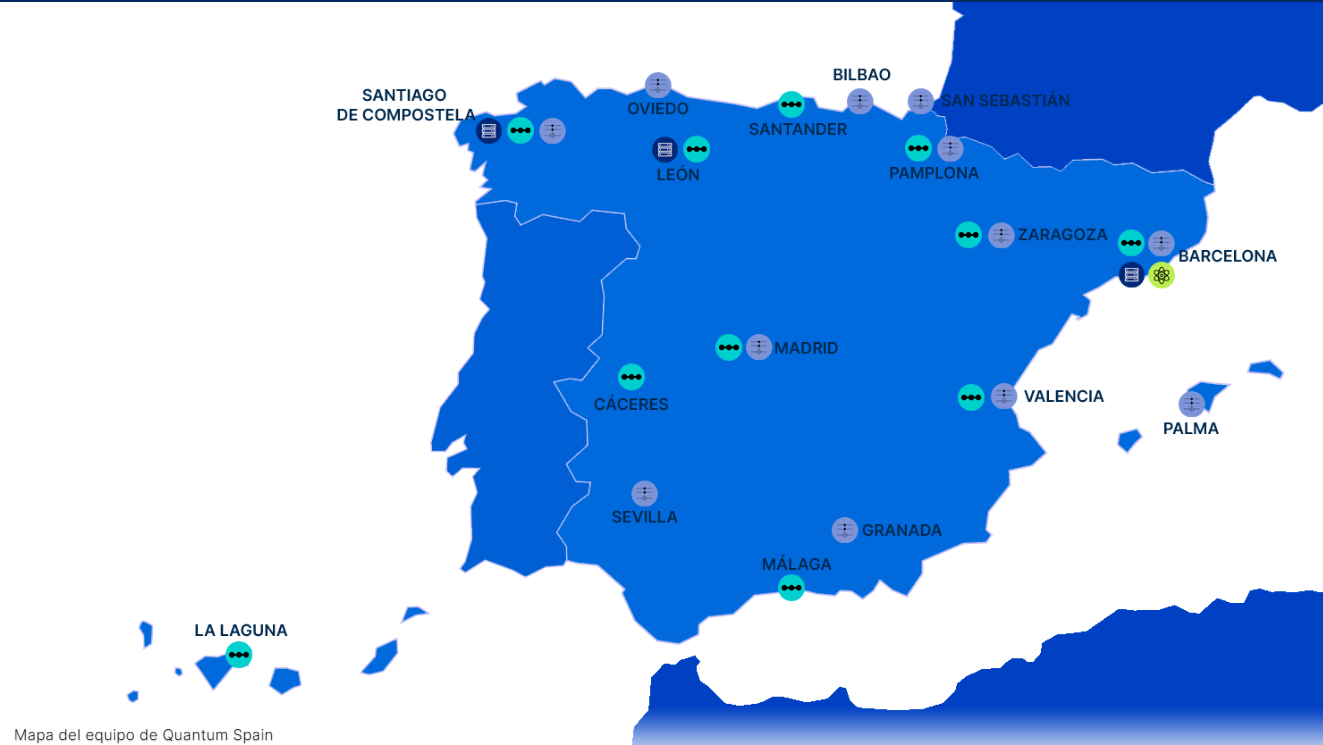 BILBAO
SANTIAGO
DE COMPOSTELA
OVIEDO
SAN SEBASTIÁN
SANTANDER
LEÓN
PAMPLONA
ZARAGOZA
BARCELONA
MADRID
CÁCERES
VALENCIA
PALMA
SEVILLA
GRANADA
MÁLAGA
LA LAGUNA
Mapa del equipo de Quantum Spain